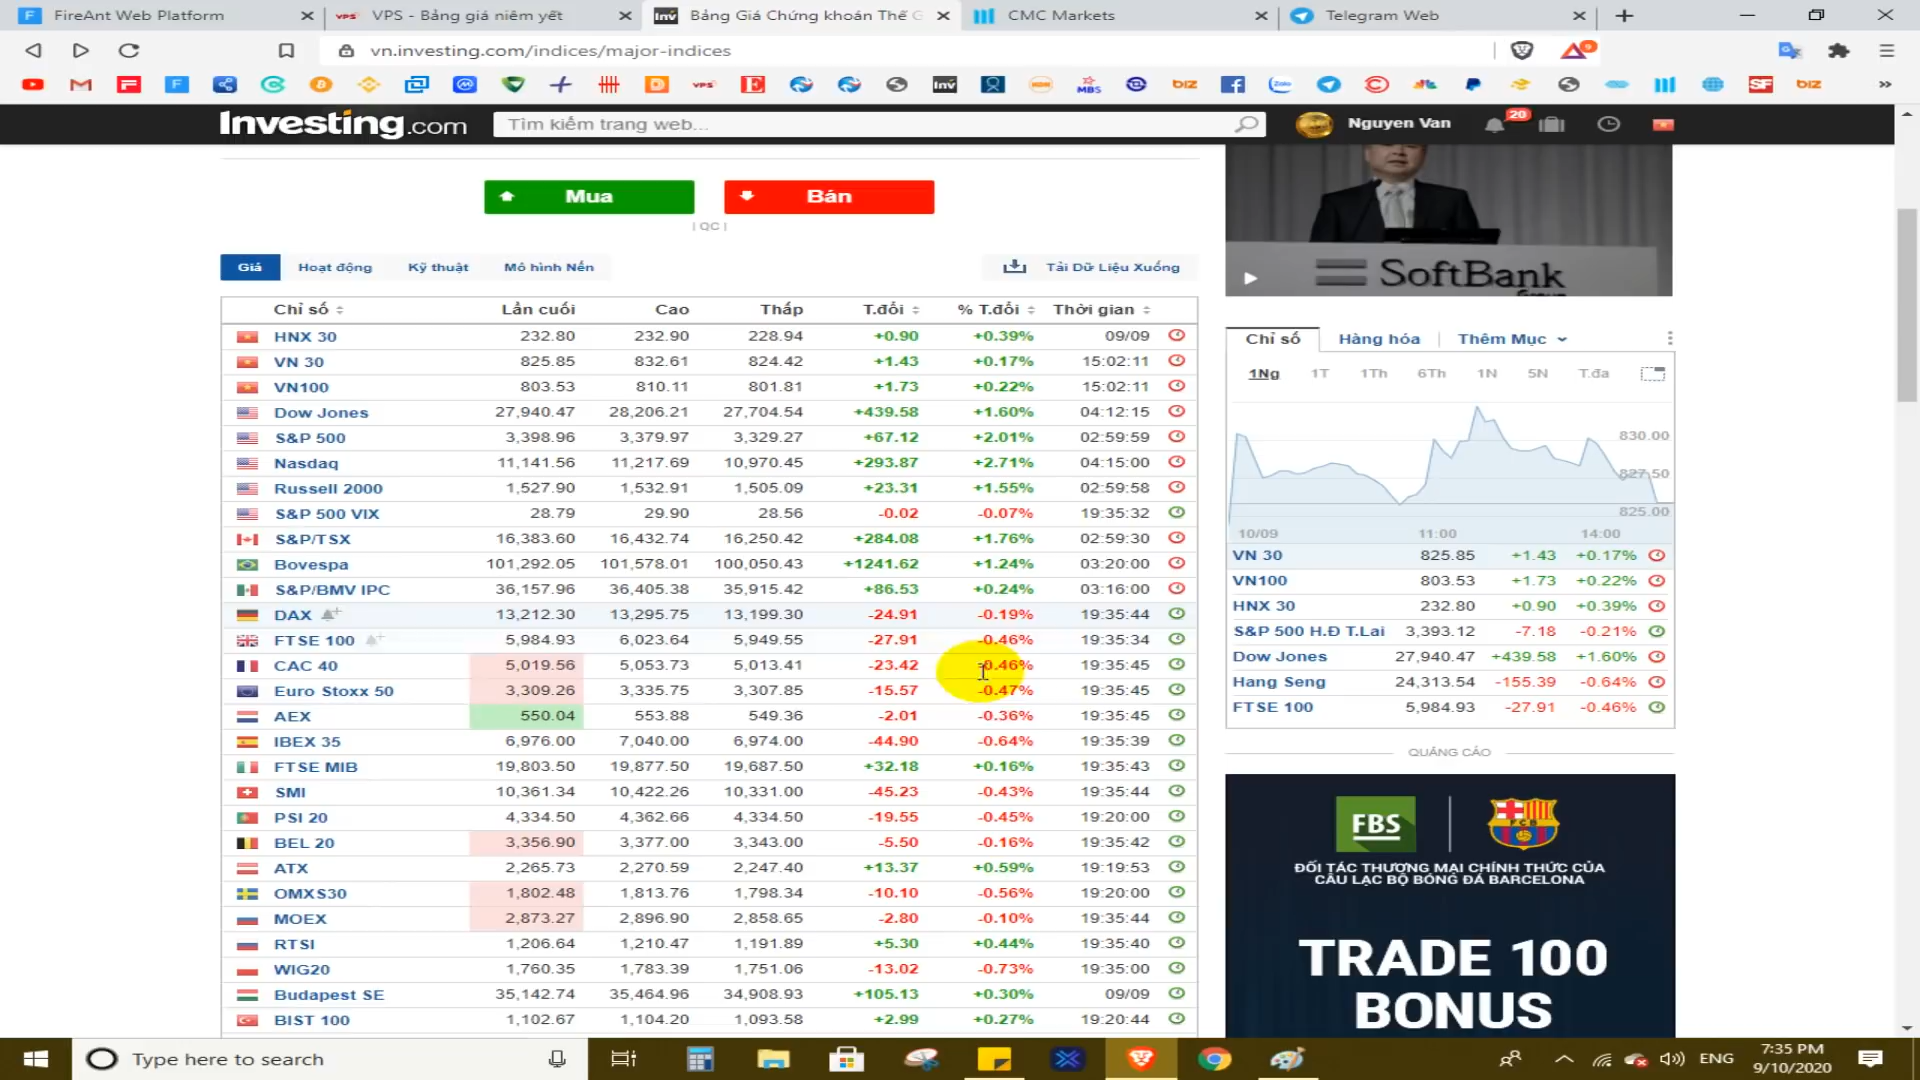 FireAnt Web Platform
VPS - Bảng giá niêm yết
Bảng Giá Chứng khoán Thế G
CMC Markets
Telegram Web
vn.investing.com/indices/major-indices
Investing.com
Tìm kiếm trang web...
Nguyen Van
20
Mua
Bán
| QC |
Giá Hoạt động Kỹ thuật Mô hình Nến Tải Dữ Liệu Xuống
Chỉ số Lần cuối Cao Thấp T.đổi % T.đổi Thời gian
HNX 30 232.80 232.90 228.94 +0.90 +0.39% 09/09
VN 30 825.85 832.61 824.42 +1.43 +0.17% 15:02:11
VN100 803.53 810.11 801.81 +1.73 +0.22% 15:02:11
Dow Jones 27,940.47 28,206.21 27,704.54 +439.58 +1.60% 04:12:15
S&P 500 3,398.96 3,379.97 3,329.27 +67.12 +2.01% 02:59:59
Nasdaq 11,141.56 11,217.69 10,970.45 +293.87 +2.71% 04:15:00
Russell 2000 1,527.90 1,532.91 1,505.09 +23.31 +1.55% 02:59:58
S&P 500 VIX 28.79 29.90 28.56 -0.02 -0.07% 19:35:32
S&P/TSX 16,383.60 16,432.74 16,250.42 +284.08 +1.76% 02:59:30
Bovespa 101,292.05 101,578.01 100,050.43 +1241.62 +1.24% 03:20:00
S&P/BMV IPC 36,157.96 36,405.38 35,915.42 +86.53 +0.24% 03:16:00
DAX 13,212.30 13,295.75 13,199.30 -24.91 -0.19% 19:35:44
FTSE 100 5,984.93 6,023.64 5,949.55 -27.91 -0.46% 19:35:34
CAC 40 5,019.56 5,053.73 5,013.41 -23.42 -0.46% 19:35:45
Euro Stoxx 50 3,309.26 3,335.75 3,307.85 -15.57 -0.47% 19:35:45
AEX 550.04 553.88 549.36 -2.01 -0.36% 19:35:45
IBEX 35 6,976.00 7,040.00 6,974.00 -44.90 -0.64% 19:35:39
FTSE MIB 19,803.50 19,877.50 19,687.50 +32.18 +0.16% 19:35:43
SMI 10,361.34 10,422.26 10,331.00 -45.23 -0.43% 19:35:44
PSI 20 4,334.50 4,362.66 4,334.50 -19.55 -0.45% 19:20:00
BEL 20 3,356.90 3,377.00 3,343.00 -5.50 -0.16% 19:35:42
ATX 2,265.73 2,270.59 2,247.40 +13.37 +0.59% 19:19:53
OMXS30 1,802.48 1,813.76 1,798.34 -10.10 -0.56% 19:20:00
MOEX 2,873.27 2,896.90 2,858.65 -2.80 -0.10% 19:35:44
RTSI 1,206.64 1,210.47 1,191.89 +5.30 +0.44% 19:35:40
WIG20 1,760.35 1,783.39 1,751.06 -13.02 -0.73% 19:35:00
Budapest SE 35,142.74 35,464.96 34,908.93 +105.13 +0.30% 09/09
BIST 100 1,102.67 1,104.20 1,093.58 +2.99 +0.27% 19:20:44
SoftBank
Chỉ số Hàng hóa Thêm Mục
1Ng 1T 1Th 6Th 1N 5N T.đa
830.00
827.50
825.00
10/09 11:00 14:00
VN 30 825.85 +1.43 +0.17%
VN100 803.53 +1.73 +0.22%
HNX 30 232.80 +0.90 +0.39%
S&P 500 H.Đ T.Lai 3,393.12 -7.18 -0.21%
Dow Jones 27,940.47 +439.58 +1.60%
Hang Seng 24,313.54 -155.39 -0.64%
FTSE 100 5,984.93 -27.91 -0.46%
QUẢNG CÁO
FBS
FCB
ĐỐI TÁC THƯƠNG MẠI CHÍNH THỨC CỦA
CÂU LẠC BỘ BÓNG ĐÁ BARCELONA
TRADE 100
BONUS
Type here to search
ENG
7:35 PM
9/10/2020